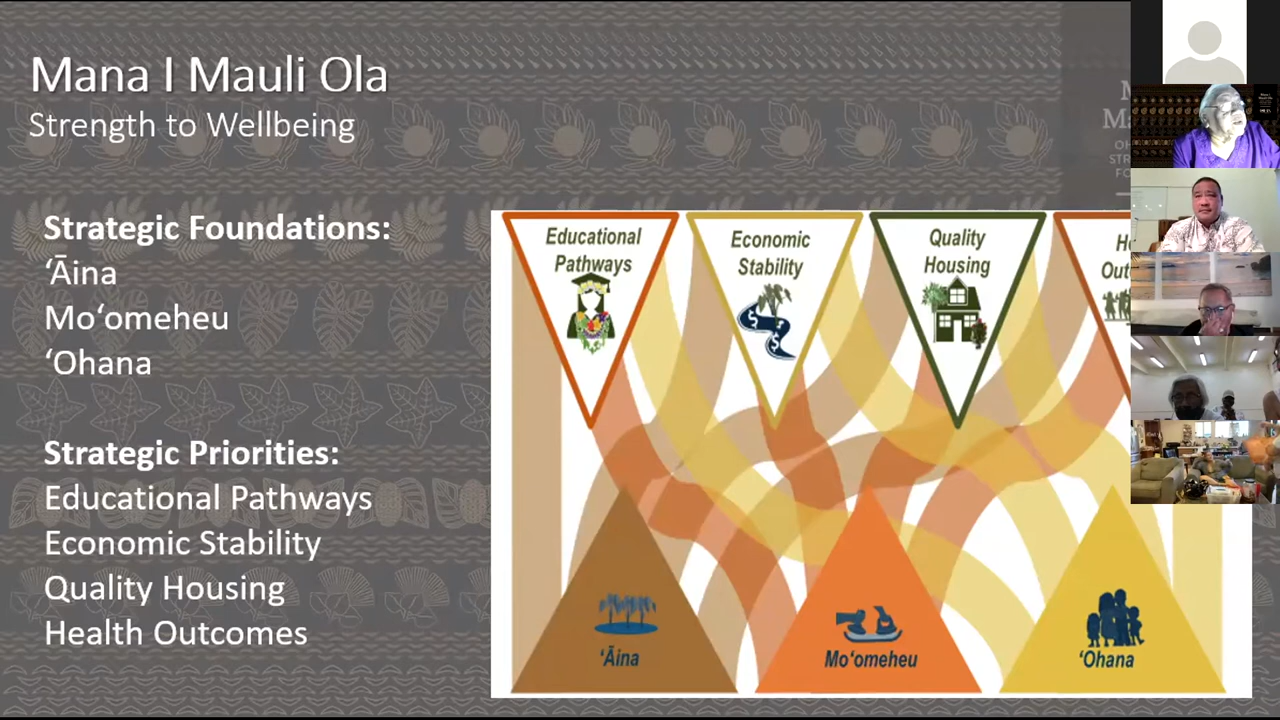 Mana I Mauli Ola
Strength to Wellbeing
Strategic Foundations:
ʻĀina
Moʻomeheu
ʻOhana
Strategic Priorities:
Educational Pathways
Economic Stability
Quality Housing
Health Outcomes
Educational
Pathways
Economic
Stability
Quality
Housing
ʻĀina
Moʻomeheu
ʻOhana